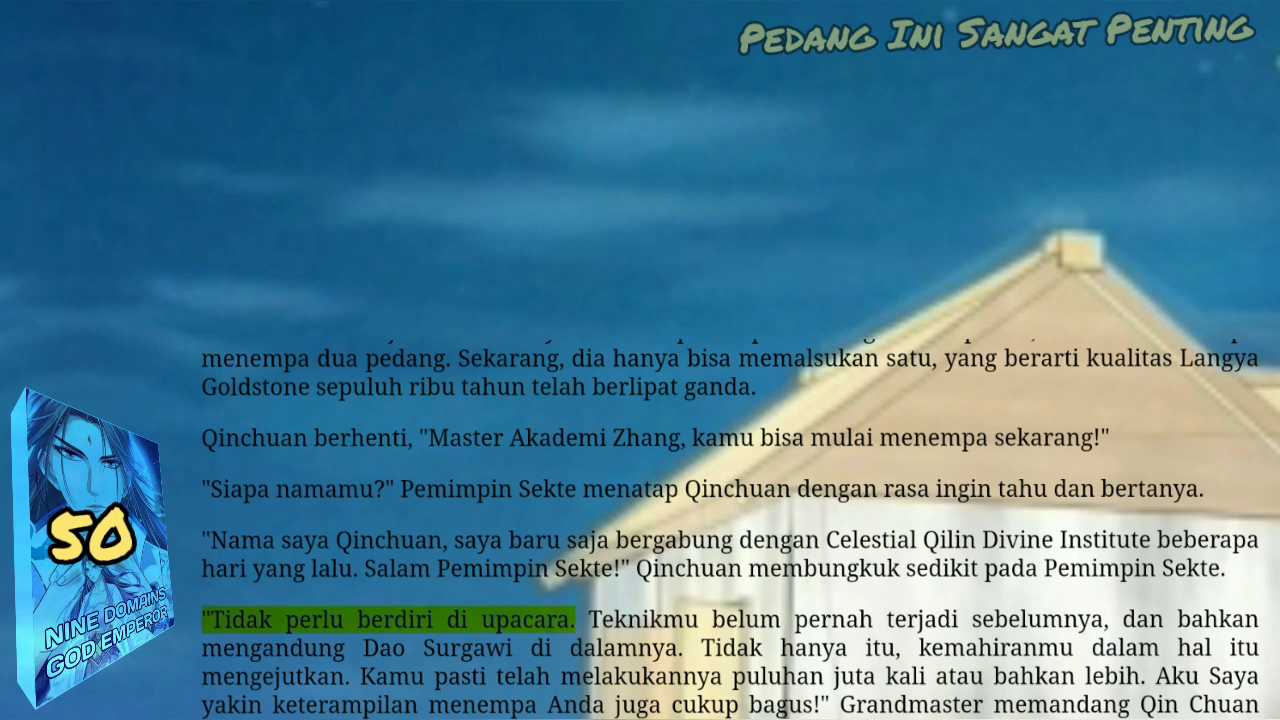 Pedang Ini Sangat Penting
menempa dua pedang. Sekarang, dia hanya bisa memalsukan satu, yang berarti kualitas Langya
Goldstone sepuluh ribu tahun telah berlipat ganda.
Qinchuan berhenti, "Master Akademi Zhang, kamu bisa mulai menempa sekarang!"
"Siapa namamu?" Pemimpin Sekte menatap Qinchuan dengan rasa ingin tahu dan bertanya.
"Nama saya Qinchuan, saya baru saja bergabung dengan Celestial Qilin Divine Institute beberapa
hari yang lalu. Salam Pemimpin Sekte!" Qinchuan membungkuk sedikit pada Pemimpin Sekte.
"Tidak perlu berdiri di upacara. Teknikmu belum pernah terjadi sebelumnya, dan bahkan
mengandung Dao Surgawi di dalamnya. Tidak hanya itu, kemahiranmu dalam hal itu
mengejutkan. Kamu pasti telah melakukannya puluhan juta kali atau bahkan lebih. Aku Saya
yakin keterampilan menempa Anda juga cukup bagus!" Grandmaster memandang Qin Chuan
50
NINE DOMAINS
GOD EMPEROR